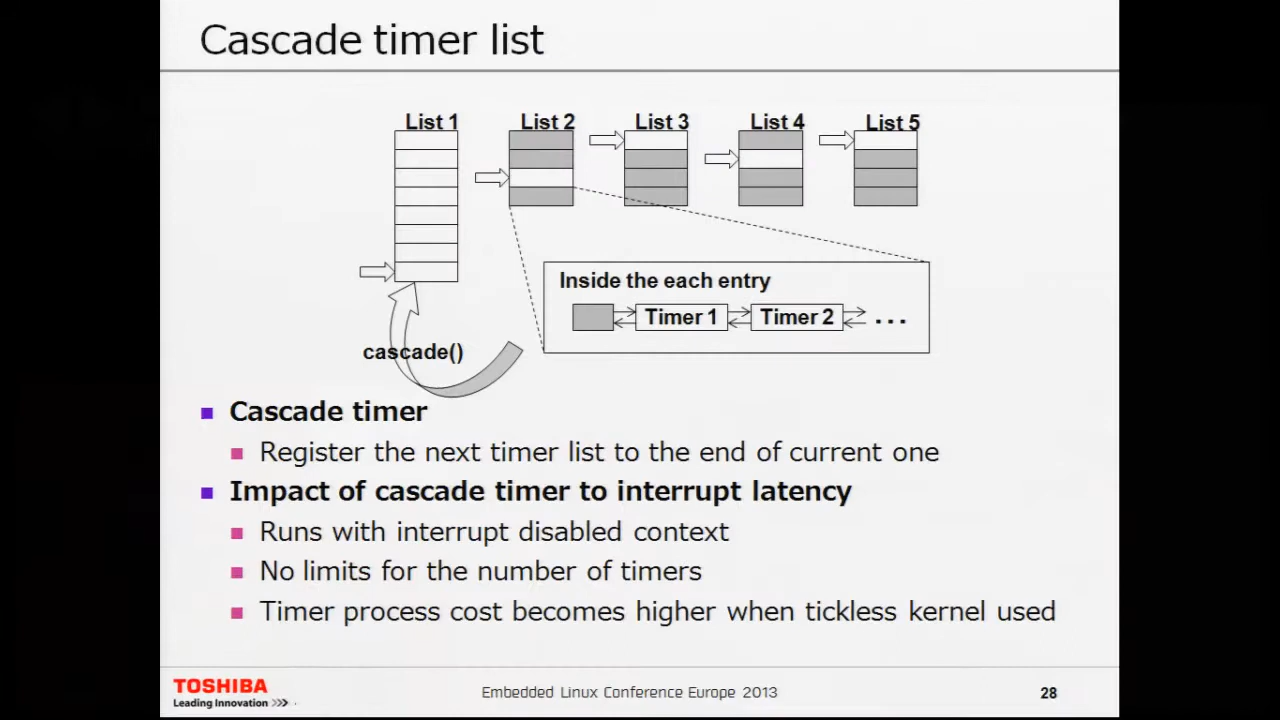 Cascade timer list
List 1
List 2
List 3
List 4
List 5
Inside the each entry
Timer 1
Timer 2
...
cascade()
Cascade timer
Register the next timer list to the end of current one
Impact of cascade timer to interrupt latency
Runs with interrupt disabled context
No limits for the number of timers
Timer process cost becomes higher when tickless kernel used
TOSHIBA
Leading Innovation >>>
Embedded Linux Conference Europe 2013
28